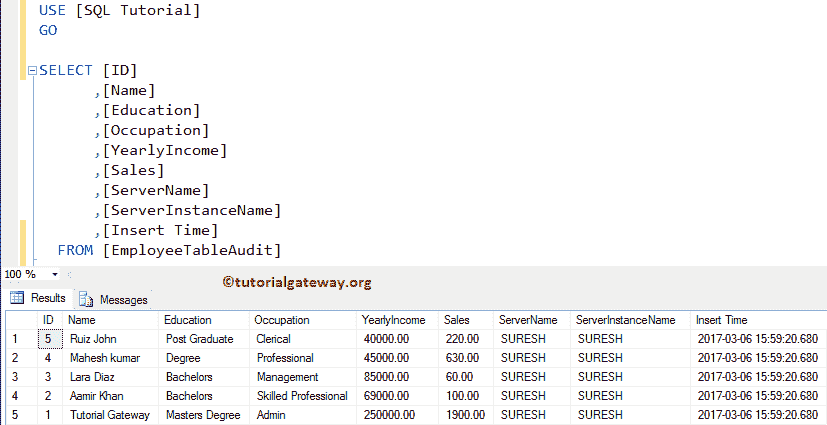 USE [SQL Tutorial]
GO
SELECT [ID]
,[Name]
,[Education]
,[Occupation]
,[YearlyIncome]
,[Sales]
,[ServerName]
,[ServerInstanceName]
,[Insert Time]
FROM [EmployeeTableAudit]
100 %
©tutorialgateway.org
Results Messages
ID Name Education Occupation YearlyIncome Sales ServerName ServerInstanceName Insert Time
1 5 Ruiz John Post Graduate Clerical 40000.00 220.00 SURESH SURESH 2017-03-06 15:59:20.680
2 4 Mahesh kumar Degree Professional 45000.00 630.00 SURESH SURESH 2017-03-06 15:59:20.680
3 3 Lara Diaz Bachelors Management 85000.00 60.00 SURESH SURESH 2017-03-06 15:59:20.680
4 2 Aamir Khan Bachelors Skilled Professional 69000.00 100.00 SURESH SURESH 2017-03-06 15:59:20.680
5 1 Tutorial Gateway Masters Degree Admin 250000.00 1900.00 SURESH SURESH 2017-03-06 15:59:20.680